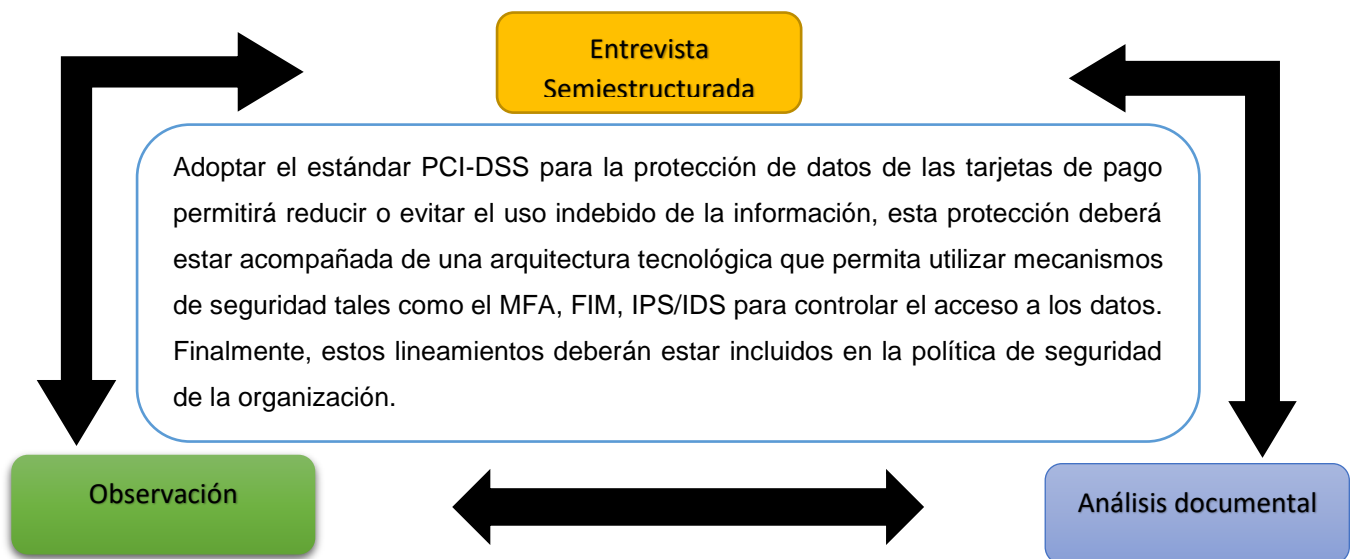 Entrevista
Semiestructurada
Adoptar el estándar PCI-DSS para la protección de datos de las tarjetas de pago
permitirá reducir o evitar el uso indebido de la información, esta protección deberá
estar acompañada de una arquitectura tecnológica que permita utilizar mecanismos
de seguridad tales como el MFA, FIM, IPS/IDS para controlar el acceso a los datos.
Finalmente, estos lineamientos deberán estar incluidos en la política de seguridad
de la organización.
Observación
Análisis documental